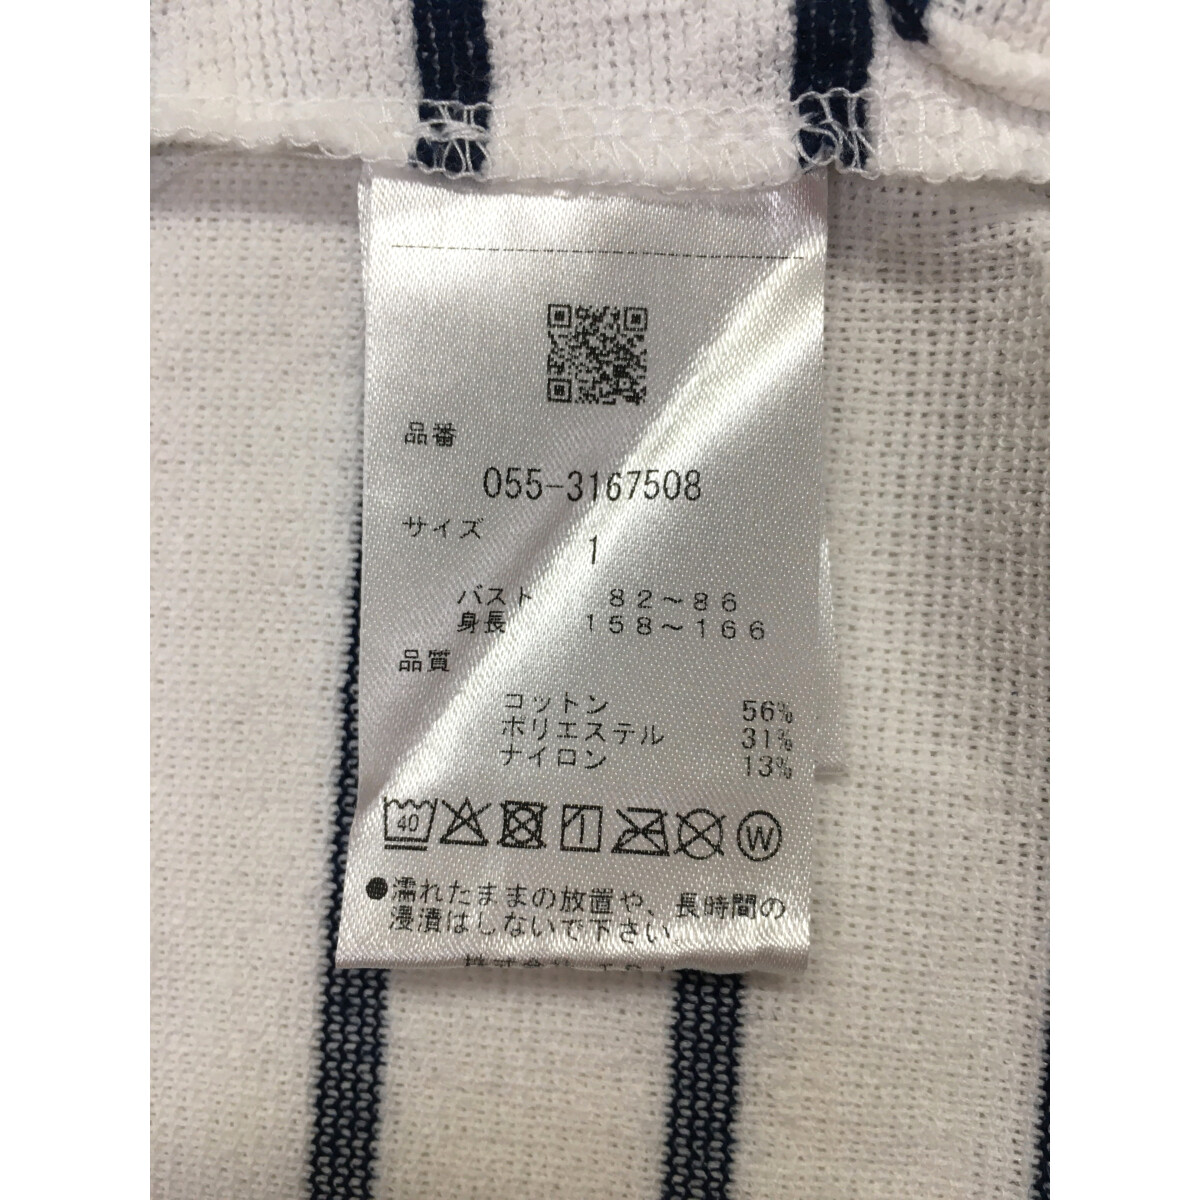 品番
055-3167508
サイズ
1
バスト 82～86
身長 158～166
品質
コットン 56%
ポリエステル 31%
ナイロン 13%
40 1 W
●濡れたままの放置や、長時間の
浸漬はしないで下さい